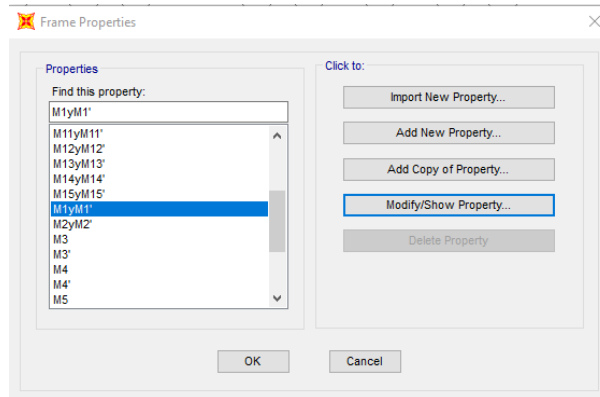 Frame Properties
Properties
Find this property:
M1yM1'
M11yM11'
M12yM12'
M13yM13'
M14yM14'
M15yM15'
M1yM1'
M2yM2'
M3
M3'
M4
M4'
M5
Click to:
Import New Property...
Add New Property...
Add Copy of Property...
Modify/Show Property...
Delete Property
OK
Cancel